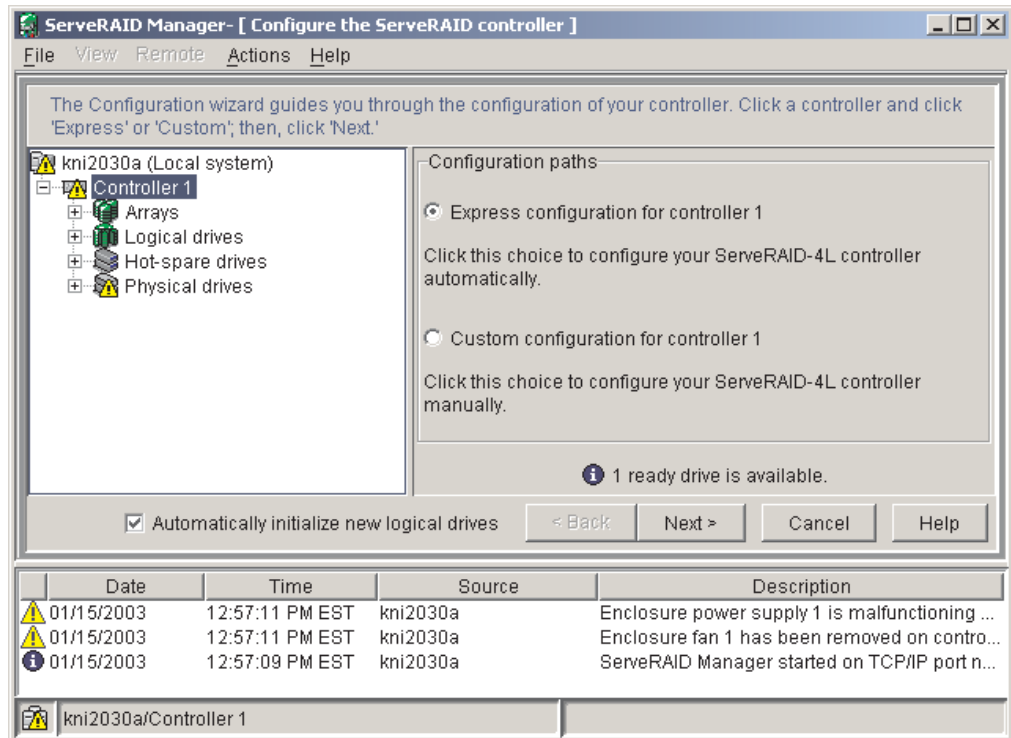 ServeRAID Manager- [ Configure the ServeRAID controller ]
File View Remote Actions Help
The Configuration wizard guides you through the configuration of your controller. Click a controller and click
'Express' or 'Custom'; then, click 'Next.'
kni2030a (Local system)
Controller 1
Arrays
Logical drives
Hot-spare drives
Physical drives
Configuration paths
Express configuration for controller 1
Click this choice to configure your ServeRAID-4L controller
automatically.
Custom configuration for controller 1
Click this choice to configure your ServeRAID-4L controller
manually.
1 ready drive is available.
Automatically initialize new logical drives
< Back Next > Cancel Help
Date Time Source Description
01/15/2003 12:57:11 PM EST kni2030a Enclosure power supply 1 is malfunctioning ...
01/15/2003 12:57:11 PM EST kni2030a Enclosure fan 1 has been removed on contro...
01/15/2003 12:57:09 PM EST kni2030a ServeRAID Manager started on TCP/IP port n...
kni2030a/Controller 1